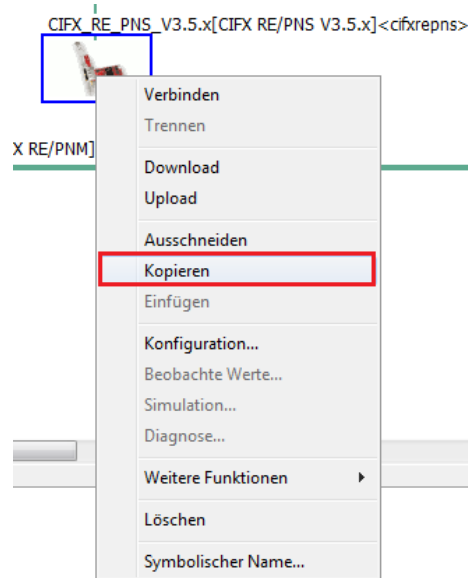 CIFX_RE_PNS_V3.5.x[CIFX RE/PNS V3.5.x]<cifxrepns>
X RE/PNM]
Verbinden
Trennen
Download
Upload
Ausschneiden
Kopieren
Einfügen
Konfiguration...
Beobachte Werte...
Simulation...
Diagnose...
Weitere Funktionen
Löschen
Symbolischer Name...